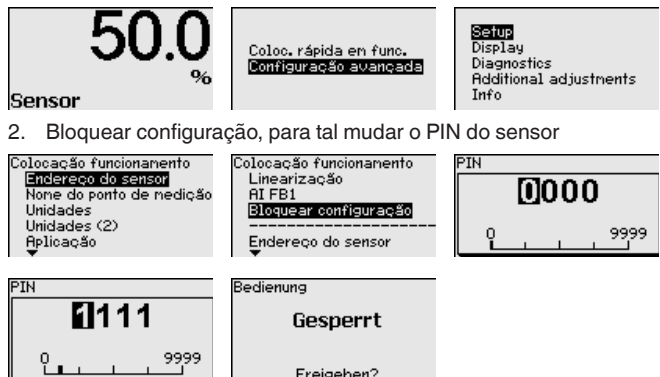 50.0
%
Sensor
Coloc. rápida en func.
Configuração avançada
Setup
Display
Diagnostics
Additional adjustments
Info
2. Bloquear configuração, para tal mudar o PIN do sensor
Colocação funcionamento
Endereço do sensor
Nome do ponto de medição
Unidades
Unidades (2)
Aplicação
Colocação funcionamento
Linearização
AI FB1
Bloquear configuração
Endereço do sensor
PIN
0000
0 9999
PIN
1111
0 9999
Bedienung
Gesperrt
Freigeben?